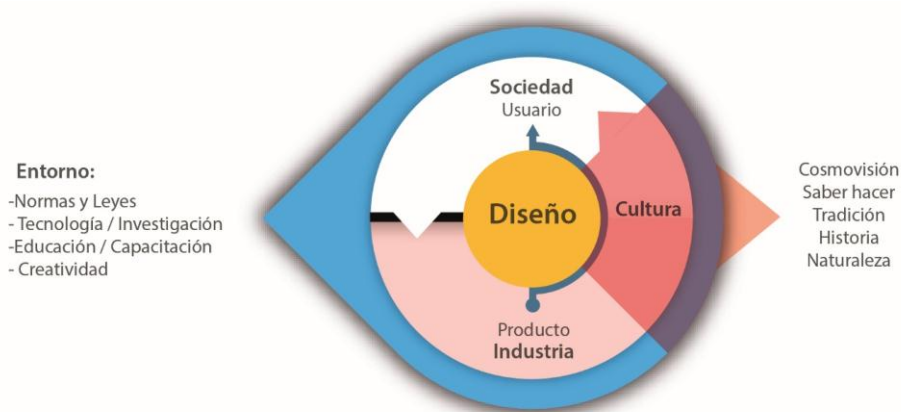 Entorno:
-Normas y Leyes
- Tecnología / Investigación
-Educación / Capacitación
- Creatividad
Sociedad
Usuario
Diseño
Cultura
Producto
Industria
Cosmovisión
Saber hacer
Tradición
Historia
Naturaleza